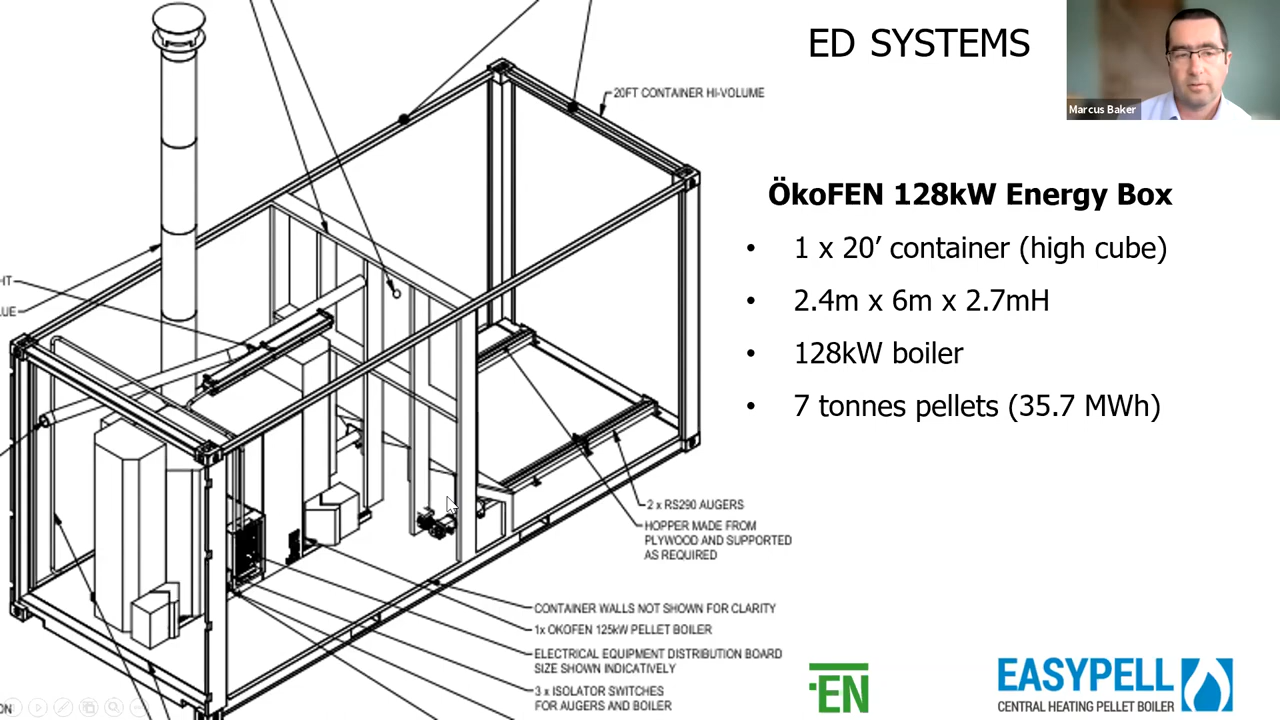 ED SYSTEMS
Marcus Baker
20FT CONTAINER HI-VOLUME
ÖkoFEN 128kW Energy Box
• 1 x 20’ container (high cube)
• 2.4m x 6m x 2.7mH
• 128kW boiler
• 7 tonnes pellets (35.7 MWh)
HT
LUE
2 x RS290 AUGERS
HOPPER MADE FROM
PLYWOOD AND SUPPORTED
AS REQUIRED
CONTAINER WALLS NOT SHOWN FOR CLARITY
1x OKOFEN 125kW PELLET BOILER
ELECTRICAL EQUIPMENT DISTRIBUTION BOARD
SIZE SHOWN INDICATIVELY
3 x ISOLATOR SWITCHES
FOR AUGERS AND BOILER
ON
EN
EASYPELL
CENTRAL HEATING PELLET BOILER